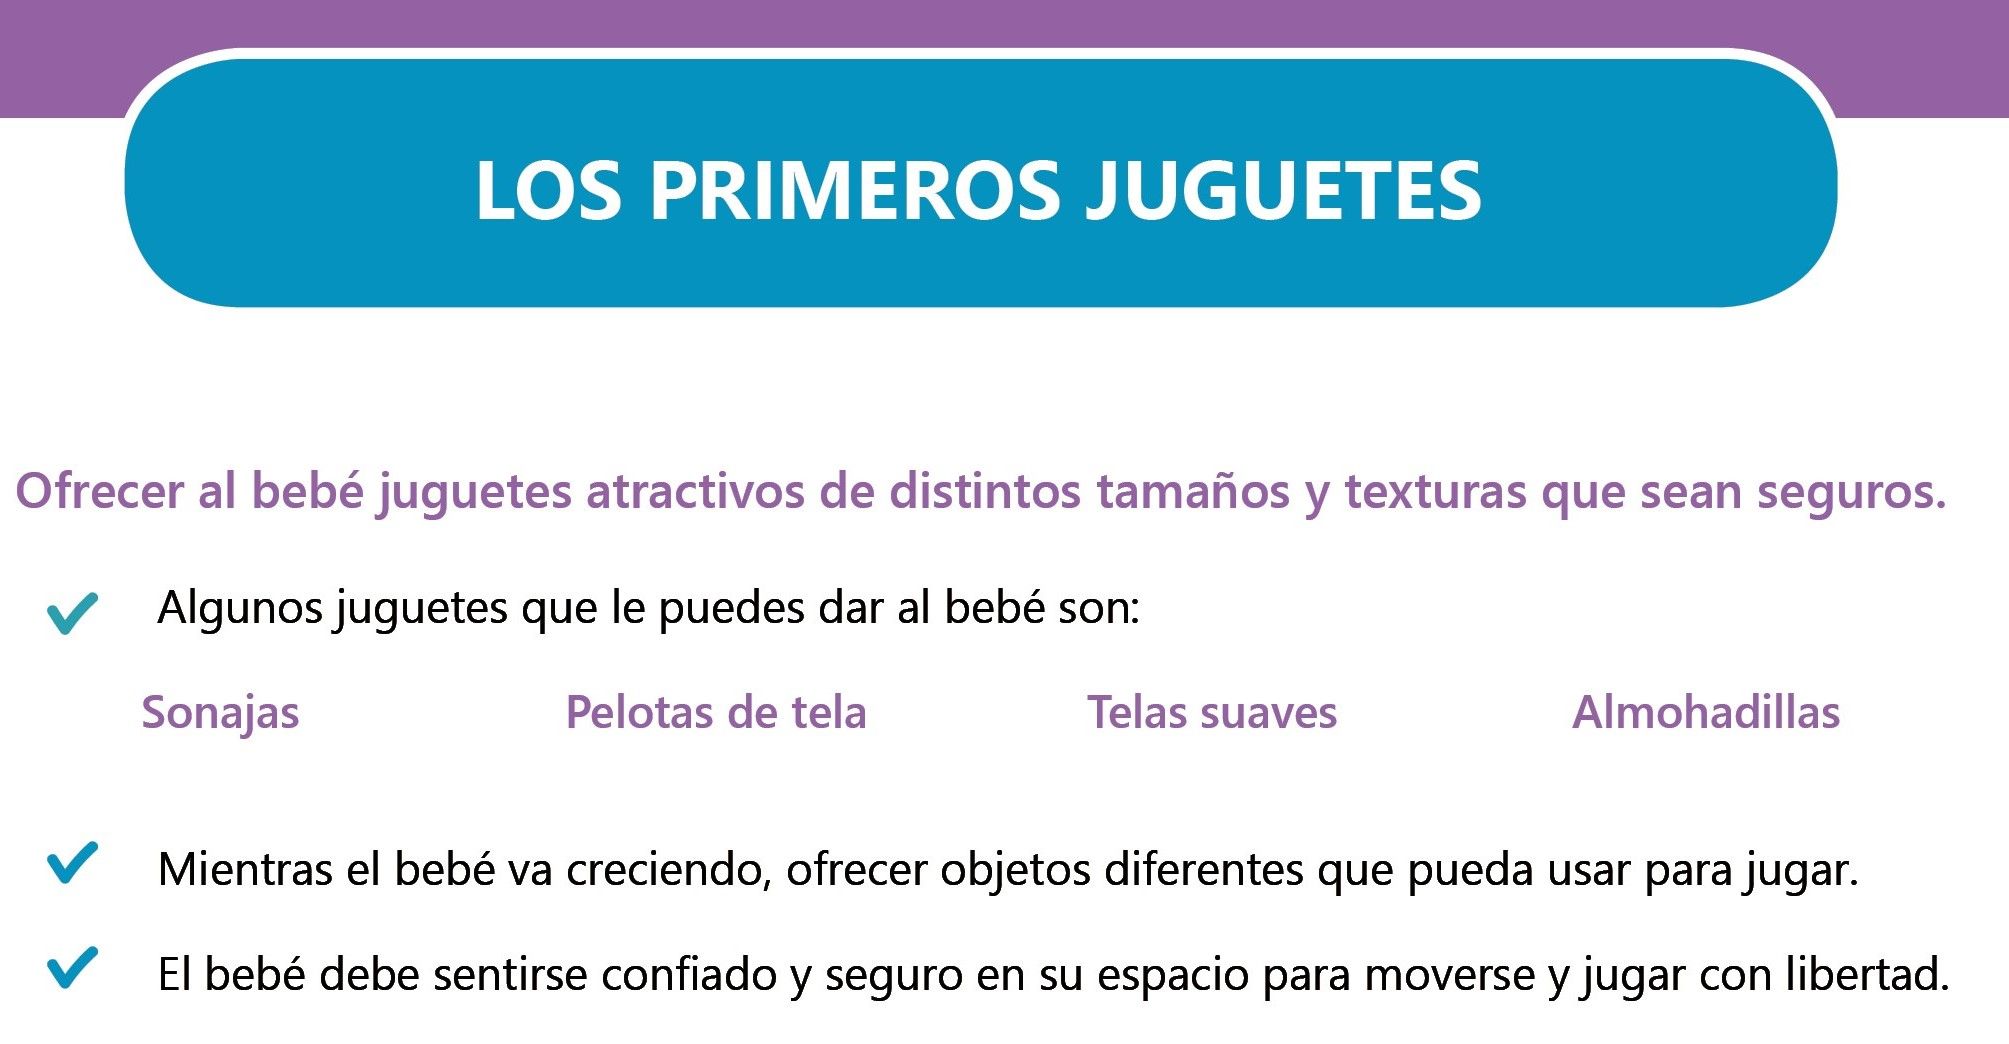 LOS PRIMEROS JUGUETES
Ofrecer al bebé juguetes atractivos de distintos tamaños y texturas que sean seguros.
Algunos juguetes que le puedes dar al bebé son:
Sonajas Pelotas de tela Telas suaves Almohadillas
Mientras el bebé va creciendo, ofrecer objetos diferentes que pueda usar para jugar.
El bebé debe sentirse confiado y seguro en su espacio para moverse y jugar con libertad.